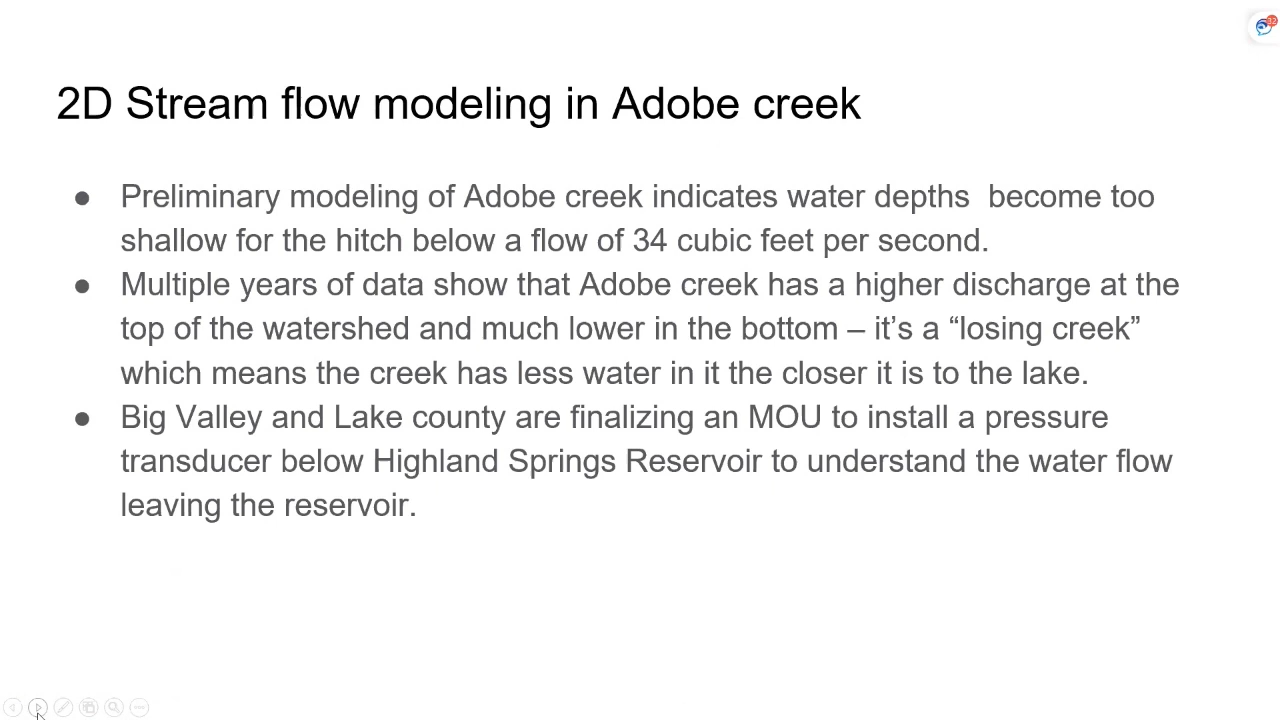 2D Stream flow modeling in Adobe creek
● Preliminary modeling of Adobe creek indicates water depths  become too
shallow for the hitch below a flow of 34 cubic feet per second.
● Multiple years of data show that Adobe creek has a higher discharge at the
top of the watershed and much lower in the bottom – it’s a “losing creek”
which means the creek has less water in it the closer it is to the lake.
● Big Valley and Lake county are finalizing an MOU to install a pressure
transducer below Highland Springs Reservoir to understand the water flow
leaving the reservoir.